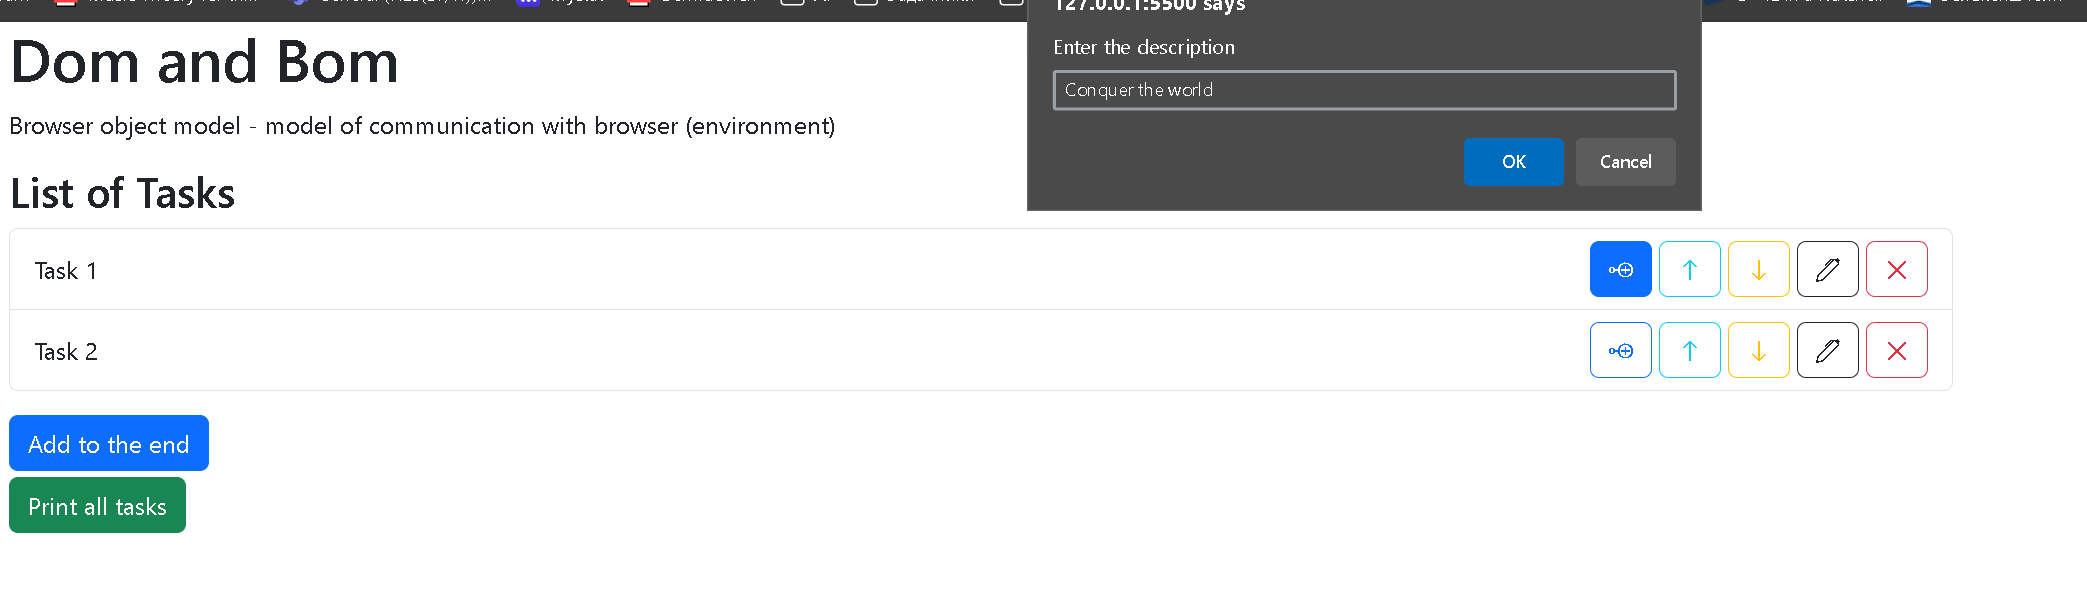 127.0.0.1:5500 says
Enter the description
Conquer the world
OK
Cancel
Dom and Bom
Browser object model - model of communication with browser (environment)
List of Tasks
Task 1
Task 2
Add to the end
Print all tasks